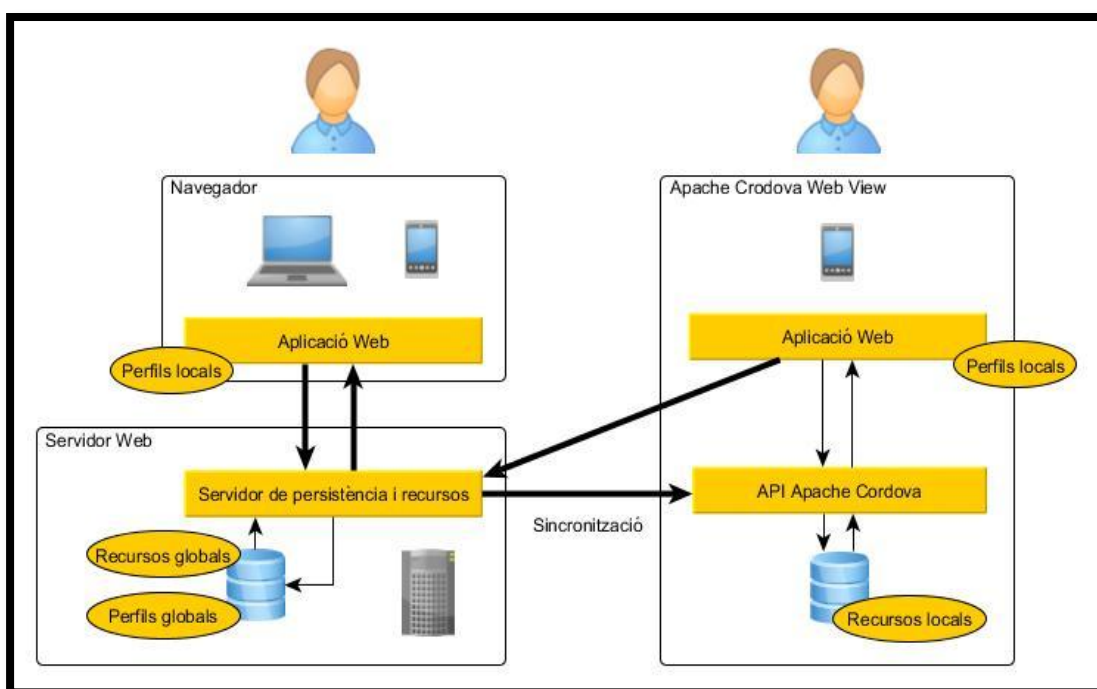 Navegador
Aplicació Web
Perfils locals
Servidor Web
Servidor de persistència i recursos
Recursos globals
Perfils globals
Sincronització
Apache Crodova Web View
Aplicació Web
Perfils locals
API Apache Cordova
Recursos locals